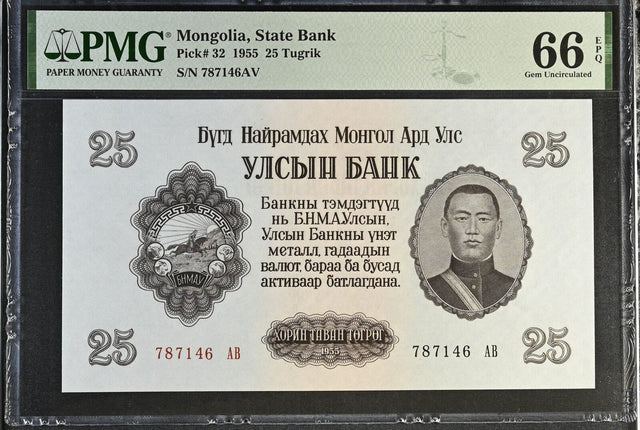 PMG
PAPER MONEY GUARANTY
Mongolia, State Bank
Pick# 32 1955 25 Tugrik
S/N 787146AV
66
EPQ
Gem Uncirculated
25
Бүгд Найрамдах Монгол Ард Улс
25
УЛСЫН БАНК
Банкны тэмдэгтүүд
нь Б.Н.М.А.Улсын,
Улсын Банкны үнэт
металл, гадаадын
валют, бараа ба бусад
активаар батлагдана.
БНМАУ
ХОРИН ТАВАН ТӨГРӨГ
1955
25
787146 АВ
787146 АВ
25